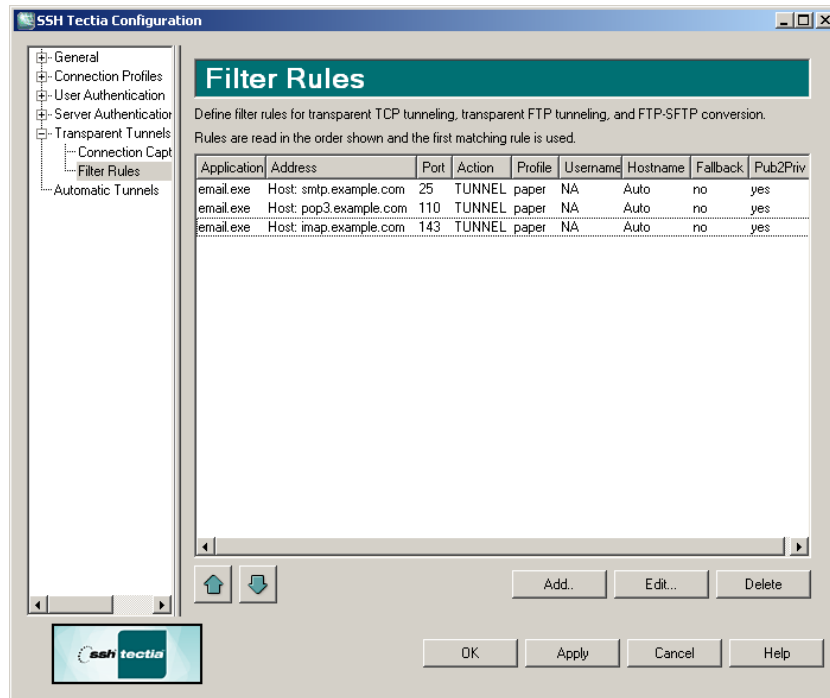 SSH Tectia Configuration
General
Connection Profiles
User Authentication
Server Authentication
Transparent Tunnels
Connection Capt
Filter Rules
Automatic Tunnels
Filter Rules
Define filter rules for transparent TCP tunneling, transparent FTP tunneling, and FTP-SFTP conversion.
Rules are read in the order shown and the first matching rule is used.
Application Address Port Action Profile Username Hostname Fallback Pub2Priv
email.exe Host: smtp.example.com 25 TUNNEL paper NA Auto no yes
email.exe Host: pop3.example.com 110 TUNNEL paper NA Auto no yes
email.exe Host: imap.example.com 143 TUNNEL paper NA Auto no yes
Add.. Edit... Delete
ssh tectia
OK Apply Cancel Help